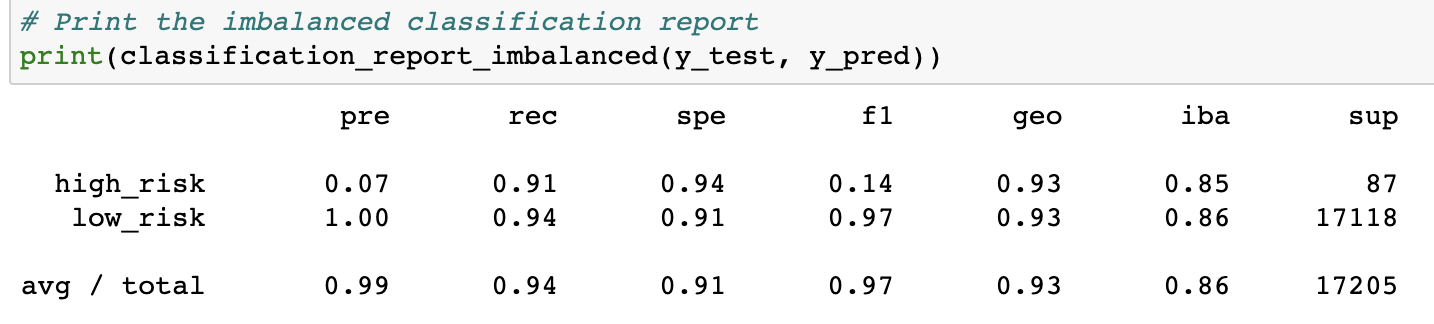 # Print the imbalanced classification report
print(classification_report_imbalanced(y_test, y_pred))
pre rec spe f1 geo iba sup
high_risk 0.07 0.91 0.94 0.14 0.93 0.85 87
low_risk 1.00 0.94 0.91 0.97 0.93 0.86 17118
avg / total 0.99 0.94 0.91 0.97 0.93 0.86 17205